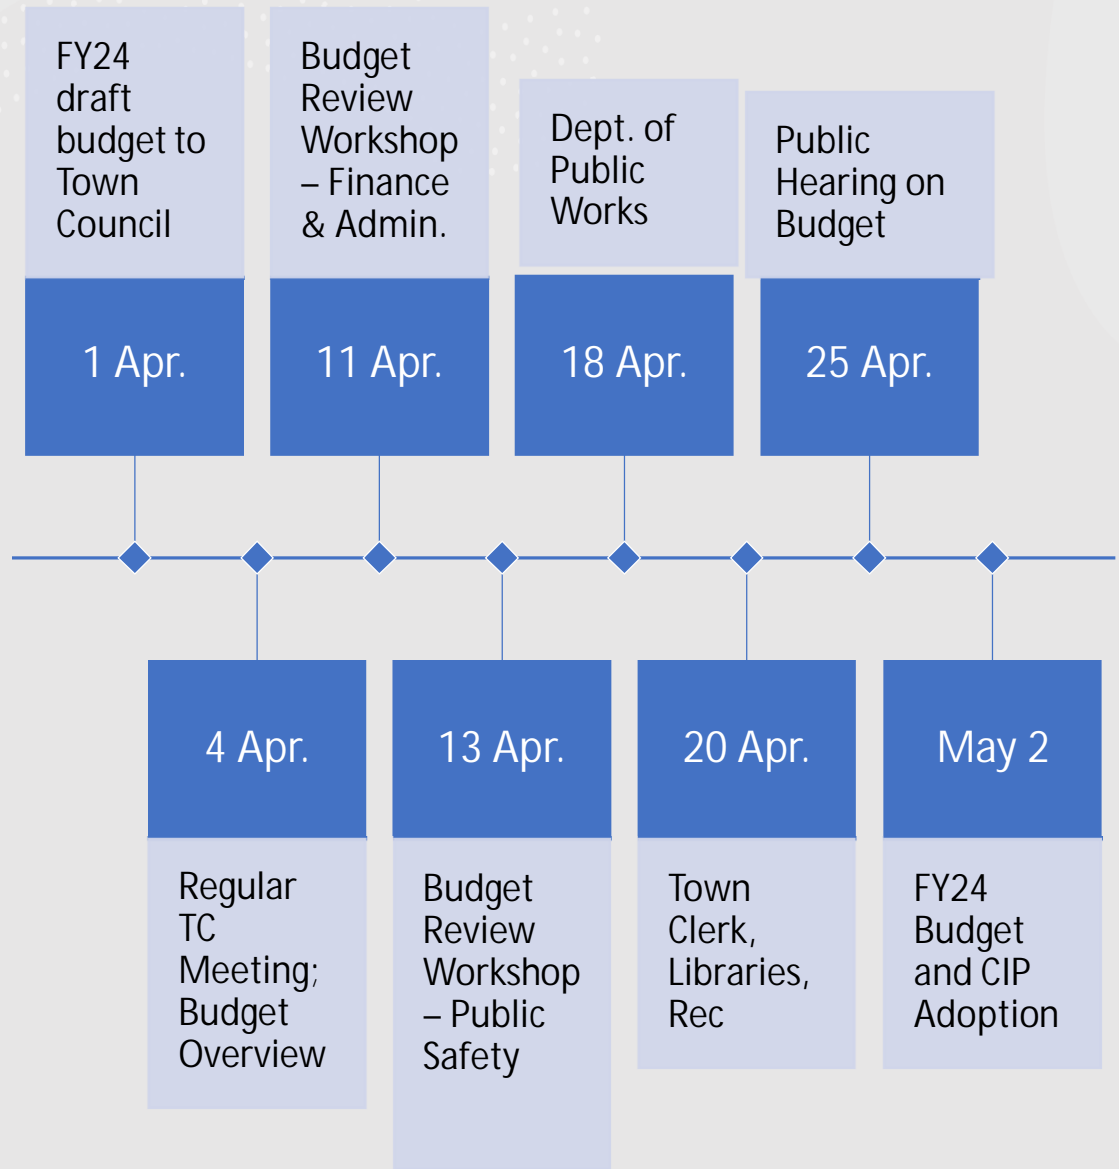 FY24
draft
budget to
Town
Council
1 Apr.
Budget
Review
Workshop
– Finance
& Admin.
11 Apr.
Dept. of
Public
Works
18 Apr.
Public
Hearing on
Budget
25 Apr.
4 Apr.
Regular
TC
Meeting;
Budget
Overview
13 Apr.
Budget
Review
Workshop
– Public
Safety
20 Apr.
Town
Clerk,
Libraries,
Rec
May 2
FY24
Budget
and CIP
Adoption